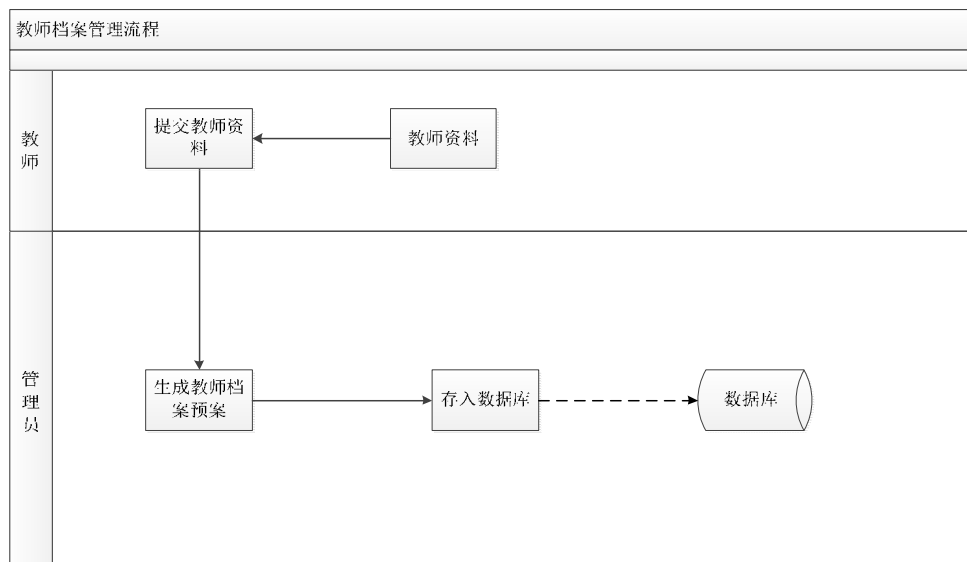 教师档案管理流程
教
师
提交教师资
料
教师资料
管
理
员
生成教师档
案预案
存入数据库
数据库